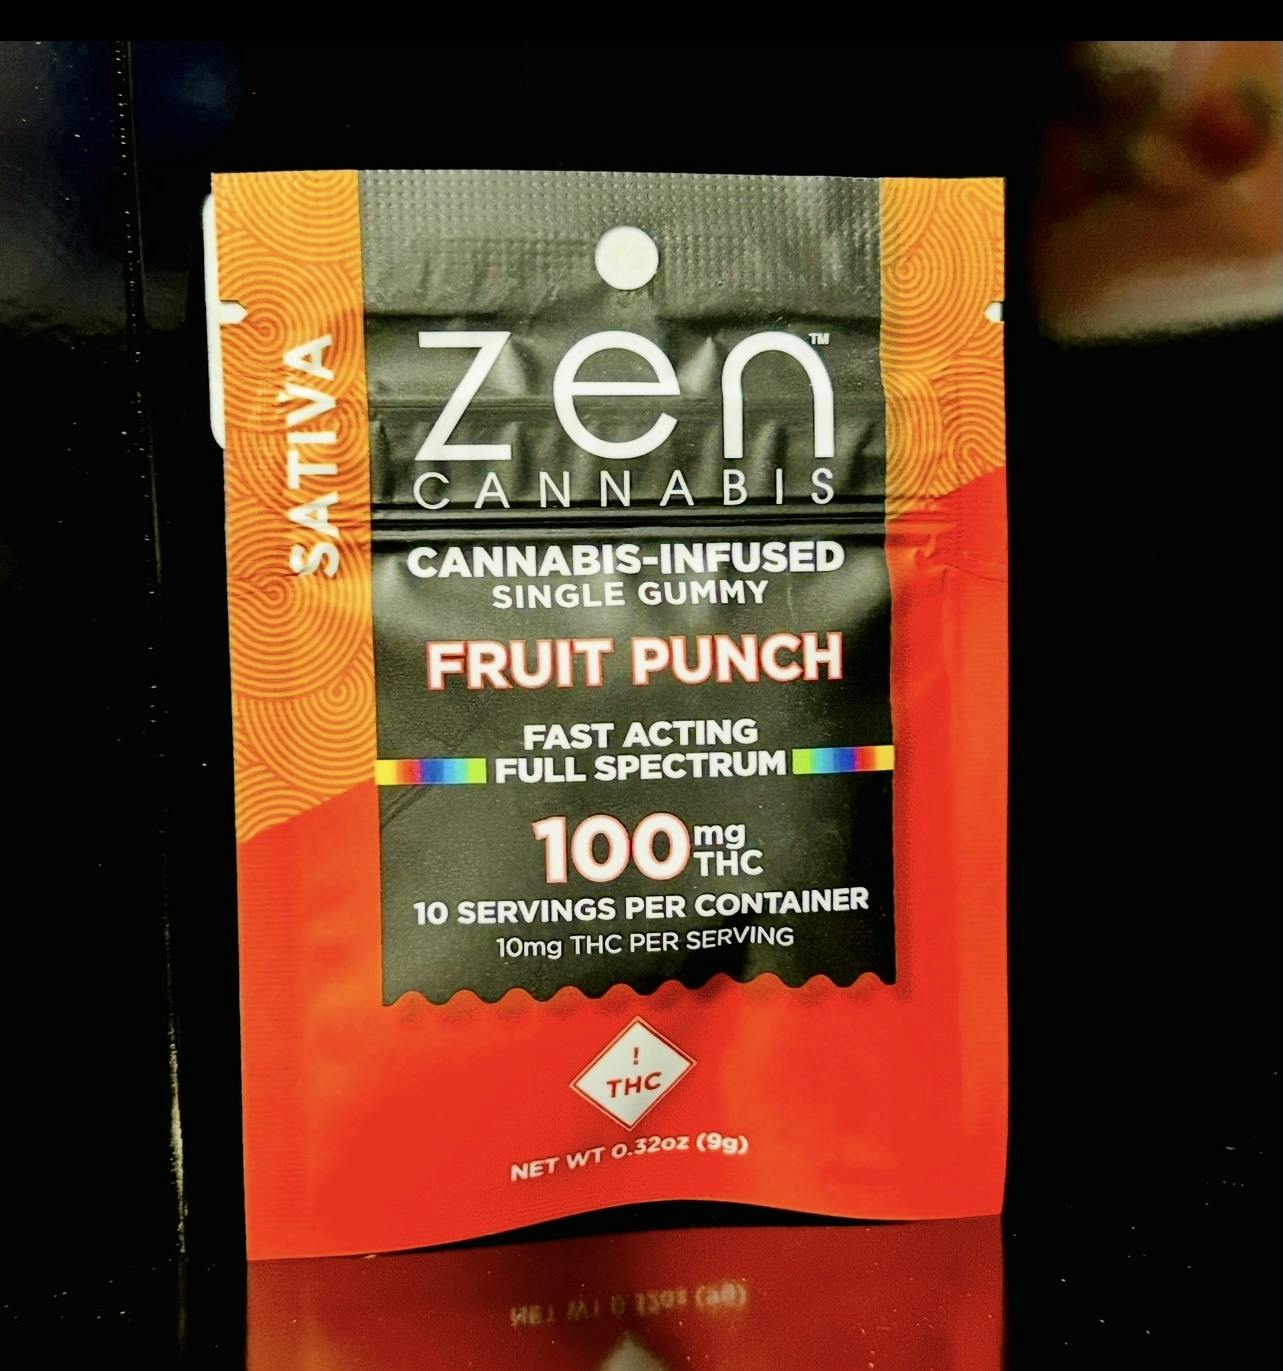 SATIVA
zen™
CANNABIS
CANNABIS-INFUSED
SINGLE GUMMY
FRUIT PUNCH
FAST ACTING
FULL SPECTRUM
100mg
THC
10 SERVINGS PER CONTAINER
10mg THC PER SERVING
!
THC
NET WT 0.32oz (9g)